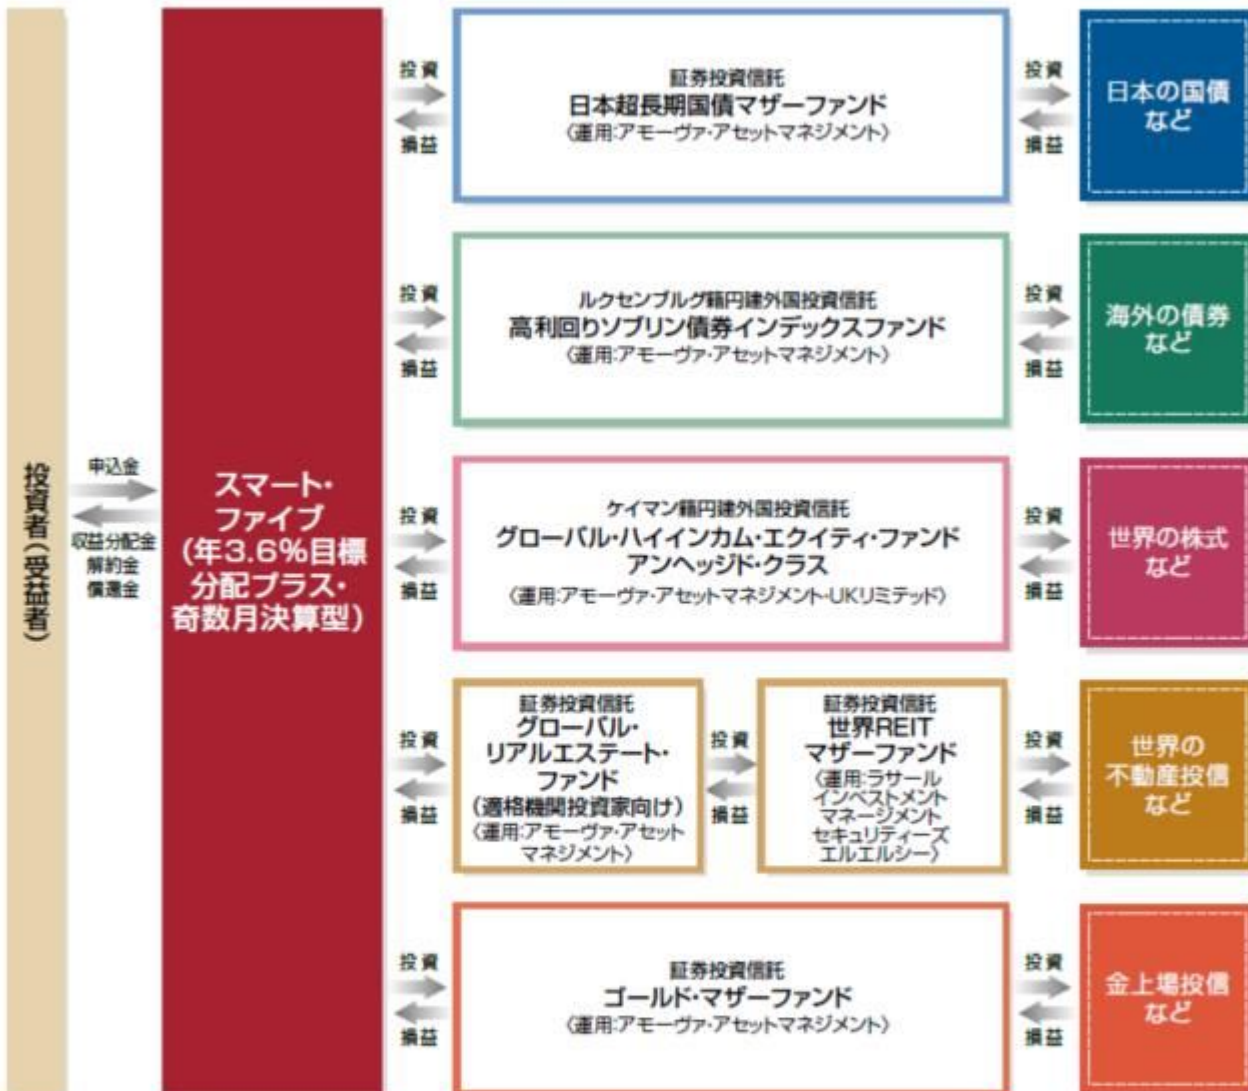 投資者(受益者)
申込金
収益分配金
解約金
償還金
スマート・
ファイブ
(年3.6%目標
分配プラス・
奇数月決算型)
投資
損益
証券投資信託
日本超長期国債マザーファンド
〈運用:アモーヴァ・アセットマネジメント〉
投資
損益
日本の国債
など
投資
損益
ルクセンブルグ籍円建外国投資信託
高利回りソブリン債券インデックスファンド
〈運用:アモーヴァ・アセットマネジメント〉
投資
損益
海外の債券
など
投資
損益
ケイマン籍円建外国投資信託
グローバル・ハイインカム・エクイティ・ファンド
アンヘッジド・クラス
〈運用:アモーヴァ・アセットマネジメント・UKリミテッド〉
投資
損益
世界の株式
など
投資
損益
証券投資信託
グローバル・
リアルエステート・
ファンド
(適格機関投資家向け)
〈運用:アモーヴァ・アセット
マネジメント〉
投資
損益
証券投資信託
世界REIT
マザーファンド
〈運用:ラサール
インベストメント
マネージメント
セキュリティーズ
エルエルシー〉
投資
損益
世界の
不動産投信
など
投資
損益
証券投資信託
ゴールド・マザーファンド
〈運用:アモーヴァ・アセットマネジメント〉
投資
損益
金上場投信
など